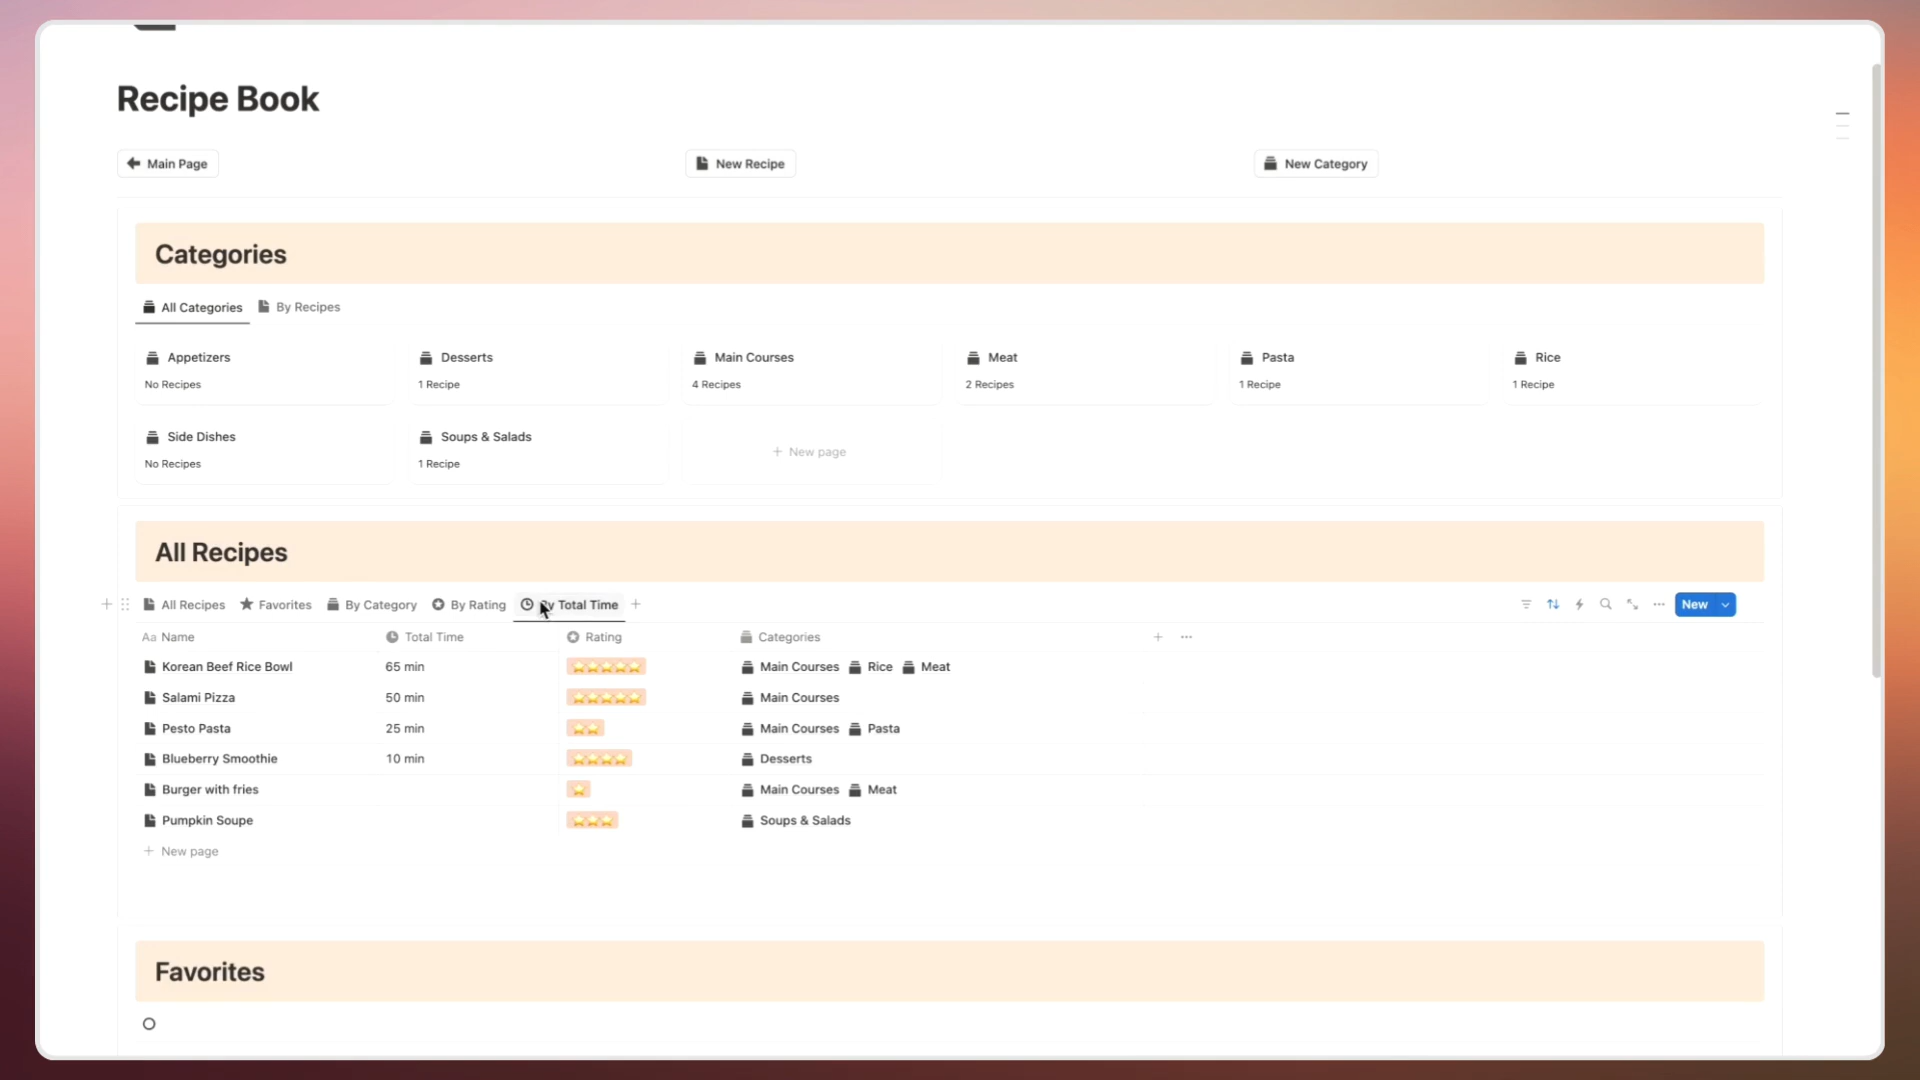 Recipe Book
Main Page
New Recipe
New Category
Categories
All Categories By Recipes
Appetizers Desserts Main Courses Meat Pasta Rice
No Recipes 1 Recipe 4 Recipes 2 Recipes 1 Recipe 1 Recipe
Side Dishes Soups & Salads
No Recipes 1 Recipe
+ New page
All Recipes
All Recipes Favorites By Category By Rating y Total Time + New
Aa Name Total Time Rating Categories + ...
Korean Beef Rice Bowl 65 min Main Courses Rice Meat
Salami Pizza 50 min Main Courses
Pesto Pasta 25 min Main Courses Pasta
Blueberry Smoothie 10 min Desserts
Burger with fries Main Courses Meat
Pumpkin Soupe Soups & Salads
+ New page
Favorites